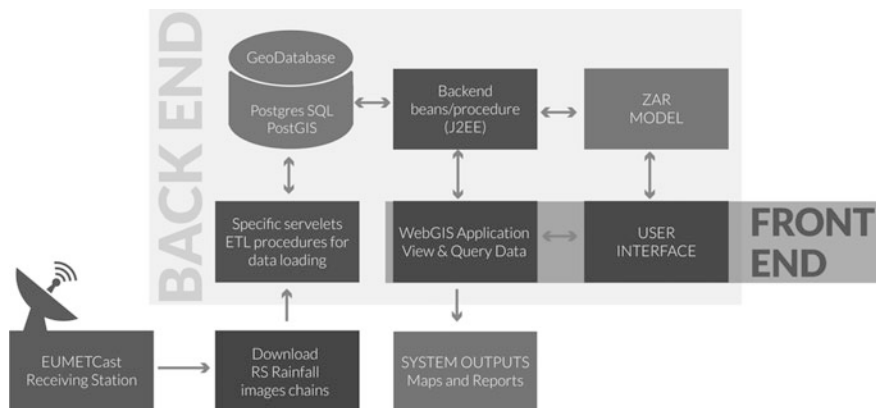 BACK END
GeoDatabase
Postgres SQL
PostGIS
Backend
beans/procedure
(J2EE)
ZAR
MODEL
Specific servelets
ETL procedures for
data loading
WebGIS Application
View & Query Data
USER
INTERFACE
FRONT
END
EUMETCast
Receiving Station
Download
RS Rainfall
images chains
SYSTEM OUTPUTS
Maps and Reports